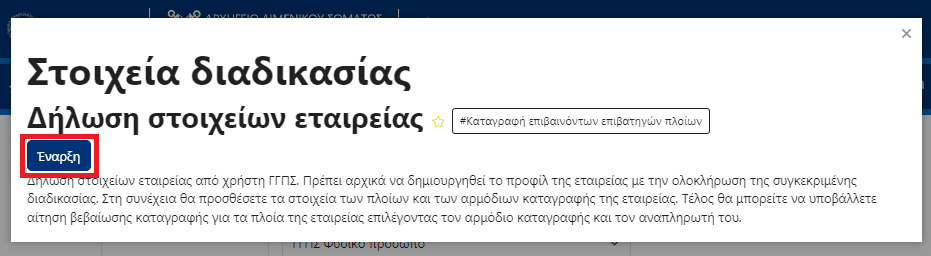 ΑΡΧΗΓΕΙΟ ΛΙΜΕΝΙΚΟΥ ΣΩΜΑΤΟΣ
Στοιχεία διαδικασίας
Δήλωση στοιχείων εταιρείας #Καταγραφή επιβαινόντων επιβατηγών πλοίων
Έναρξη
Δήλωση στοιχείων εταιρείας από χρήστη ΓΓΠΣ. Πρέπει αρχικά να δημιουργηθεί το προφίλ της εταιρείας με την ολοκλήρωση της συγκεκριμένης
διαδικασίας. Στη συνέχεια θα προσθέσετε τα στοιχεία των πλοίων και των αρμόδιων καταγραφής της εταιρείας. Τέλος θα μπορείτε να υποβάλλετε
αίτηση βεβαίωσης καταγραφής για τα πλοία της εταιρείας επιλέγοντας τον αρμόδιο καταγραφής και τον αναπληρωτή του.
ΓΓΠΣ Φυσικό πρόσωπο